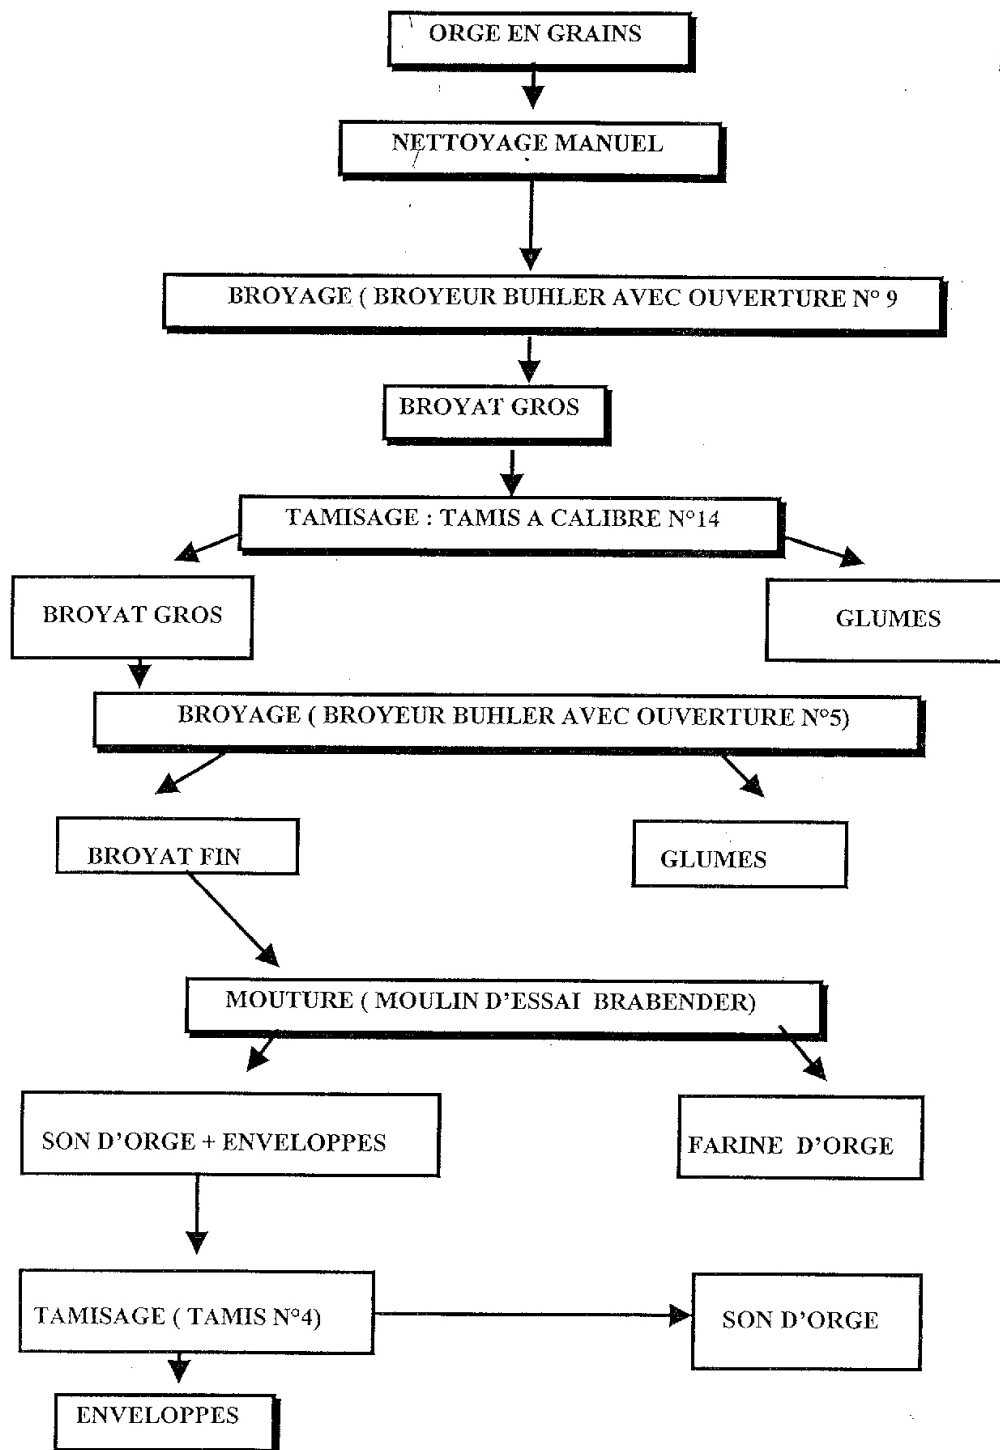 ORGE EN GRAINS
NETTOYAGE MANUEL
BROYAGE ( BROYEUR BUHLER AVEC OUVERTURE N° 9
BROYAT GROS
TAMISAGE : TAMIS A CALIBRE N°14
BROYAT GROS
GLUMES
BROYAGE ( BROYEUR BUHLER AVEC OUVERTURE N°5)
BROYAT FIN
GLUMES
MOUTURE ( MOULIN D'ESSAI BRABENDER)
SON D'ORGE + ENVELOPPES
FARINE D'ORGE
TAMISAGE ( TAMIS N°4)
SON D'ORGE
ENVELOPPES